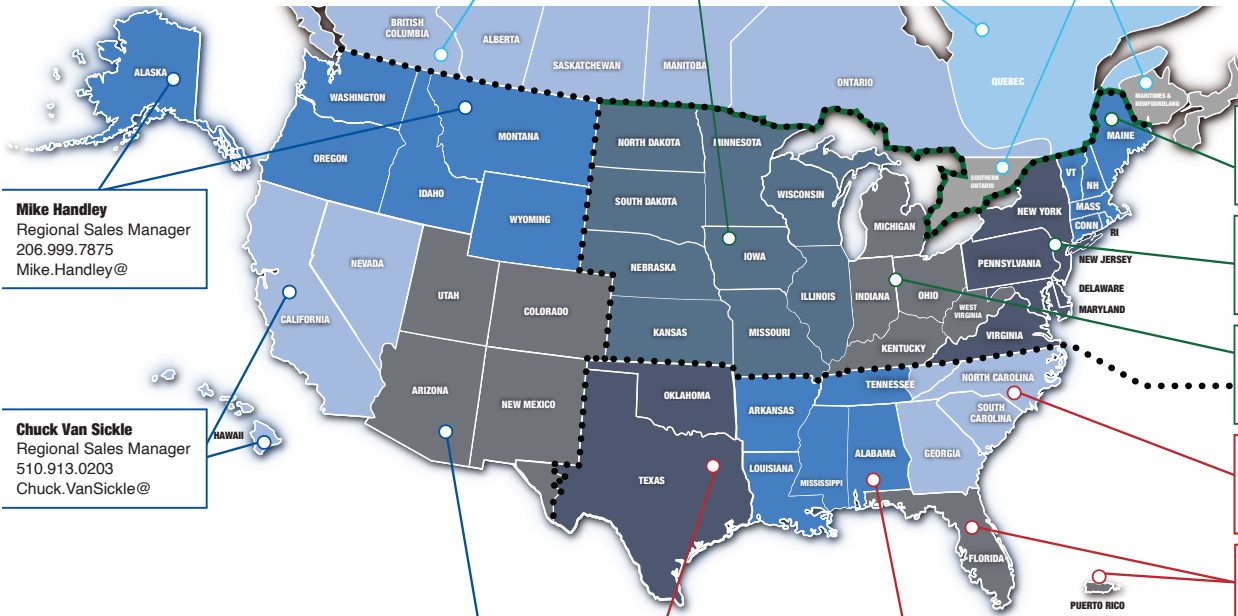 BRITISH
COLUMBIA
ALBERTA
SASKATCHEWAN
MANITOBA
ONTARIO
QUEBEC
MARITIMES &
NEWFOUNDLAND
SOUTHERN
ONTARIO
ALASKA
WASHINGTON
OREGON
IDAHO
MONTANA
WYOMING
NORTH DAKOTA
SOUTH DAKOTA
NEBRASKA
KANSAS
MINNESOTA
IOWA
MISSOURI
WISCONSIN
ILLINOIS
MICHIGAN
INDIANA
OHIO
WEST
VIRGINIA
KENTUCKY
NEW YORK
PENNSYLVANIA
VIRGINIA
MAINE
VT
NH
MASS
CONN
RI
NEW JERSEY
DELAWARE
MARYLAND
Mike Handley
Regional Sales Manager
206.999.7875
Mike.Handley@
NEVADA
CALIFORNIA
UTAH
COLORADO
ARIZONA
NEW MEXICO
HAWAII
Chuck Van Sickle
Regional Sales Manager
510.913.0203
Chuck.VanSickle@
OKLAHOMA
TEXAS
ARKANSAS
LOUISIANA
TENNESSEE
MISSISSIPPI
ALABAMA
NORTH CAROLINA
SOUTH
CAROLINA
GEORGIA
FLORIDA
PUERTO RICO